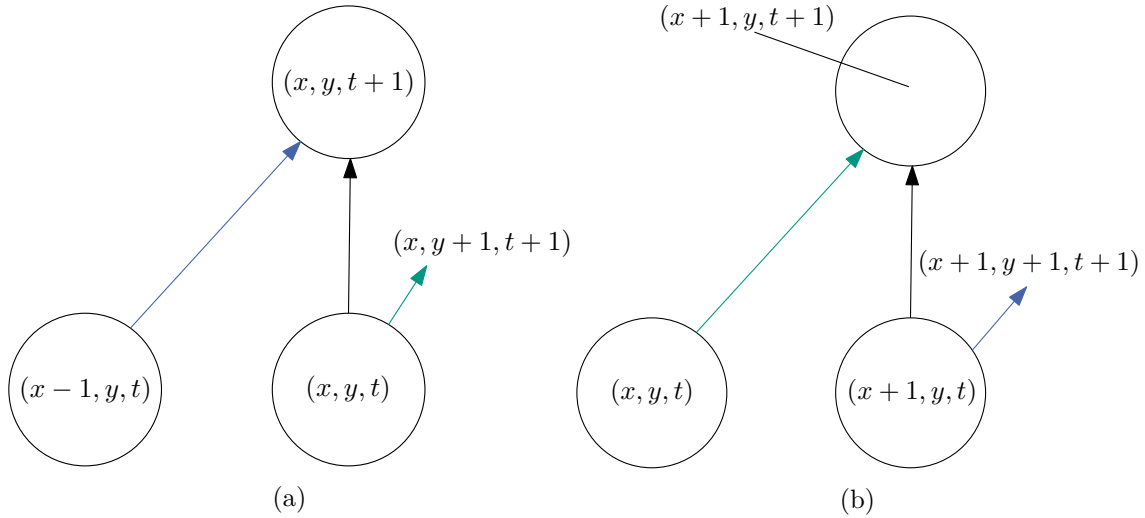 (x, y, t + 1)
(x, y + 1, t + 1)
(x − 1, y, t)
(x, y, t)
(a)
(x + 1, y, t + 1)
(x + 1, y + 1, t + 1)
(x, y, t)
(x + 1, y, t)
(b)